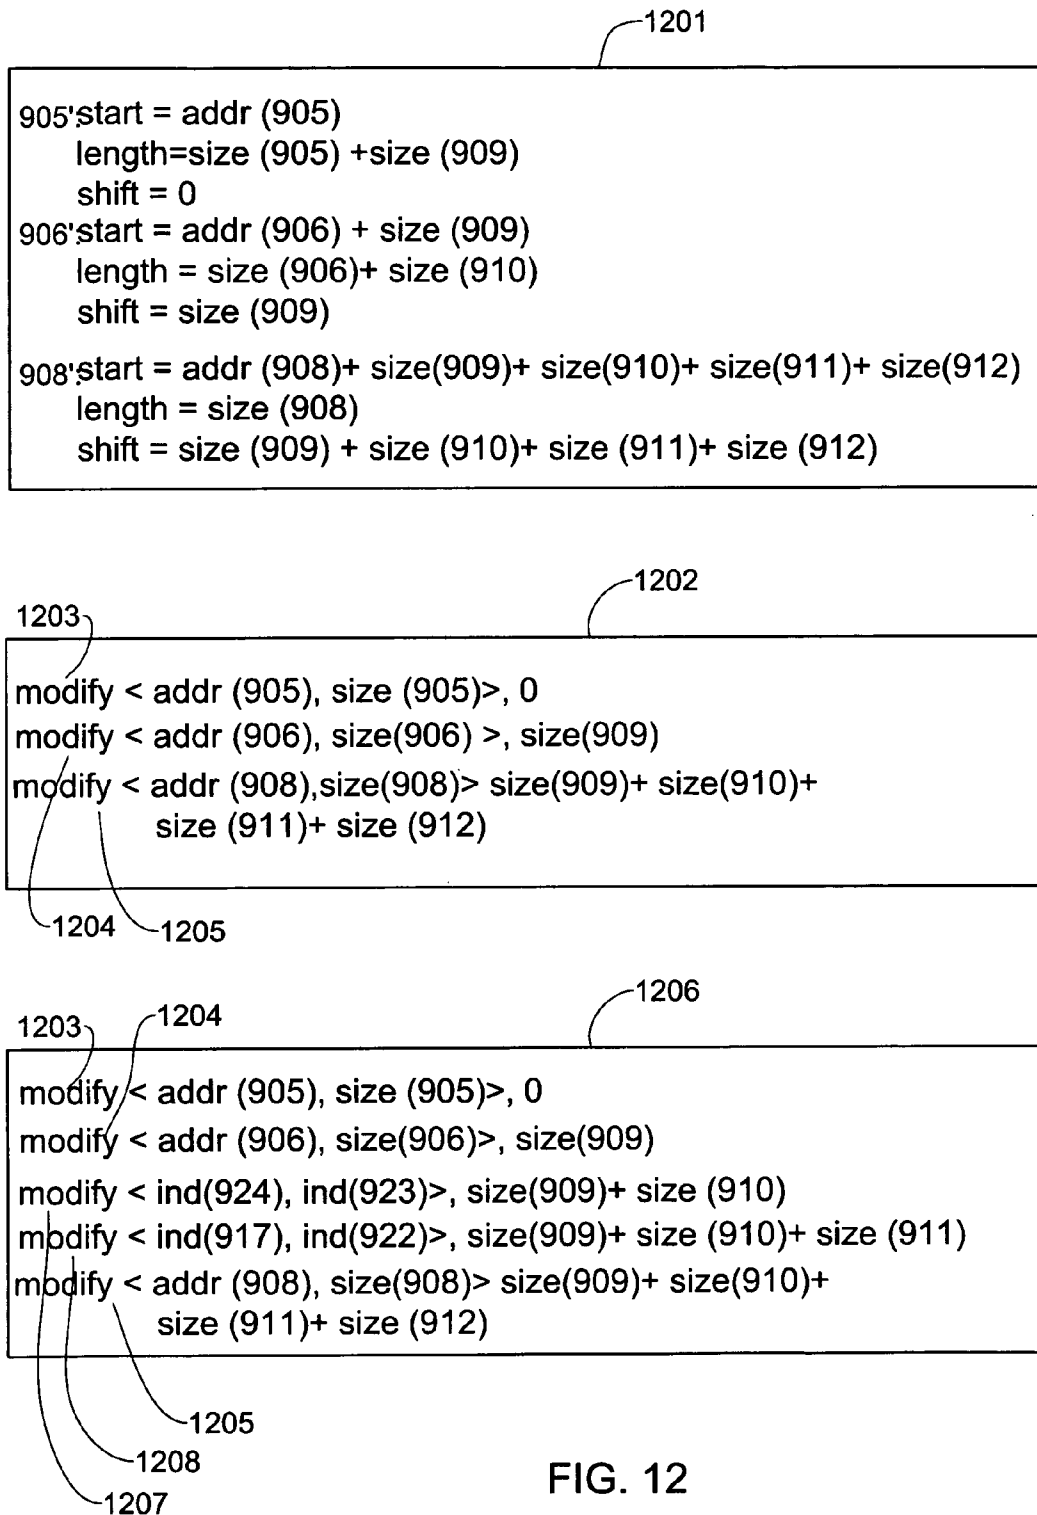 1201
905': start = addr (905)
length=size (905) +size (909)
shift = 0
906': start = addr (906) + size (909)
length = size (906)+ size (910)
shift = size (909)
908': start = addr (908)+ size(909)+ size(910)+ size(911)+ size(912)
length = size (908)
shift = size (909) + size (910)+ size (911)+ size (912)
1202
1203
modify < addr (905), size (905)>, 0
modify < addr (906), size(906) >, size(909)
modify < addr (908),size(908)> size(909)+ size(910)+
size (911)+ size (912)
1204
1205
1206
1203
1204
modify < addr (905), size (905)>, 0
modify < addr (906), size(906)>, size(909)
modify < ind(924), ind(923)>, size(909)+ size (910)
modify < ind(917), ind(922)>, size(909)+ size (910)+ size (911)
modify < addr (908), size(908)> size(909)+ size(910)+
size (911)+ size (912)
1205
1208
1207
FIG. 12